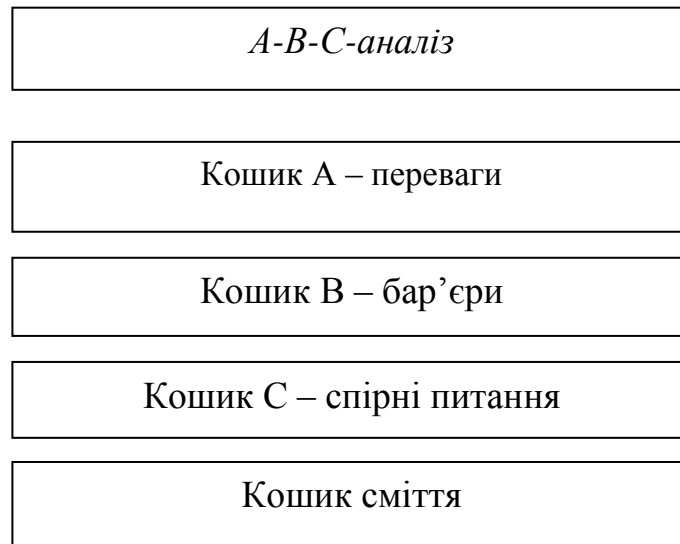 А-В-С-аналіз
Кошик А – переваги
Кошик В – бар’єри
Кошик С – спірні питання
Кошик сміття